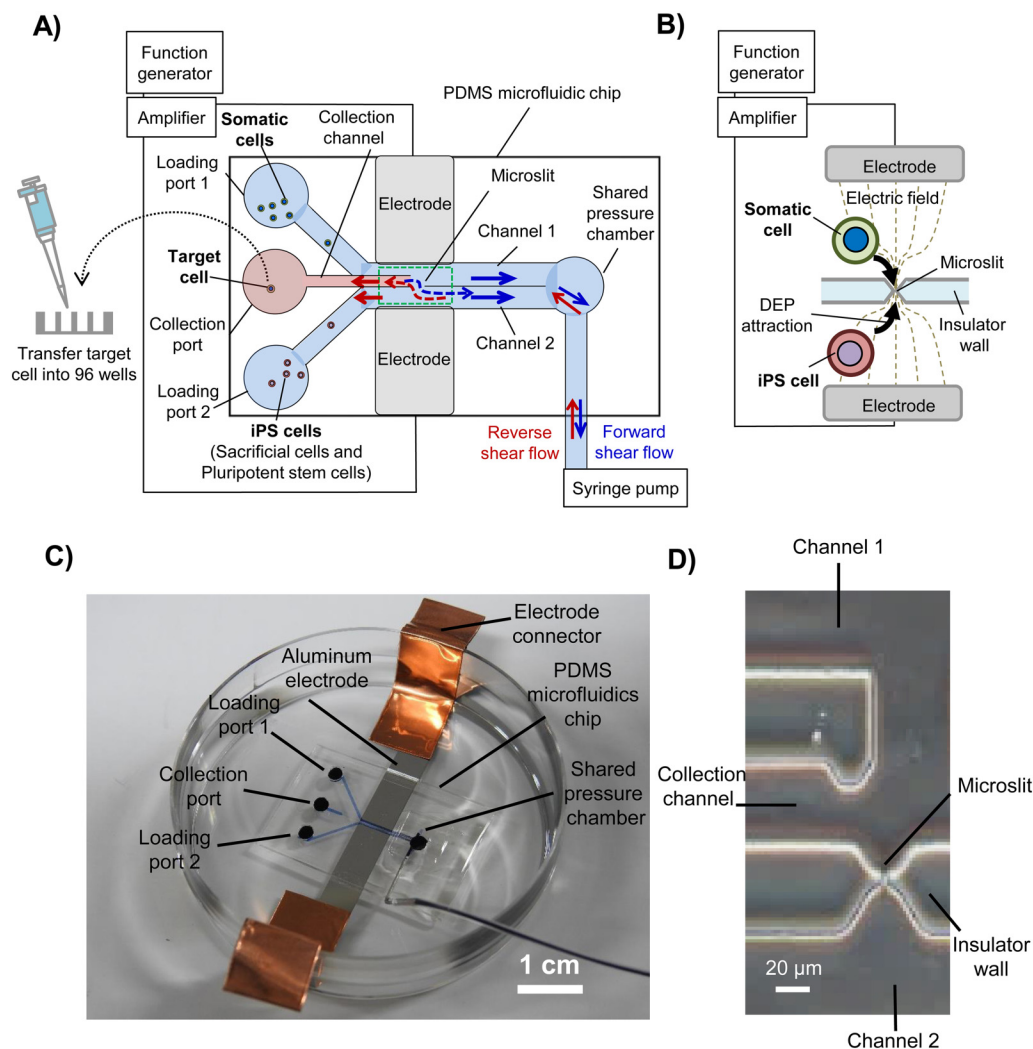 A)
Function
generator
Amplifier
Somatic
cells
Collection
channel
PDMS microfluidic chip
Loading
port 1
Electrode
Microslit
Shared
pressure
chamber
Channel 1
Target
cell
Collection
port
Channel 2
Electrode
Transfer target
cell into 96 wells
Loading
port 2
iPS cells
(Sacrificial cells and
Pluripotent stem cells)
Reverse
shear flow
Forward
shear flow
Syringe pump
B)
Function
generator
Amplifier
Electrode
Electric field
Somatic
cell
Microslit
DEP
attraction
Insulator
wall
iPS cell
Electrode
C)
Electrode
connector
Aluminum
electrode
PDMS
microfluidics
chip
Loading
port 1
Collection
port
Shared
pressure
chamber
Loading
port 2
1 cm
D)
Channel 1
Collection
channel
Microslit
Insulator
wall
20 µm
Channel 2